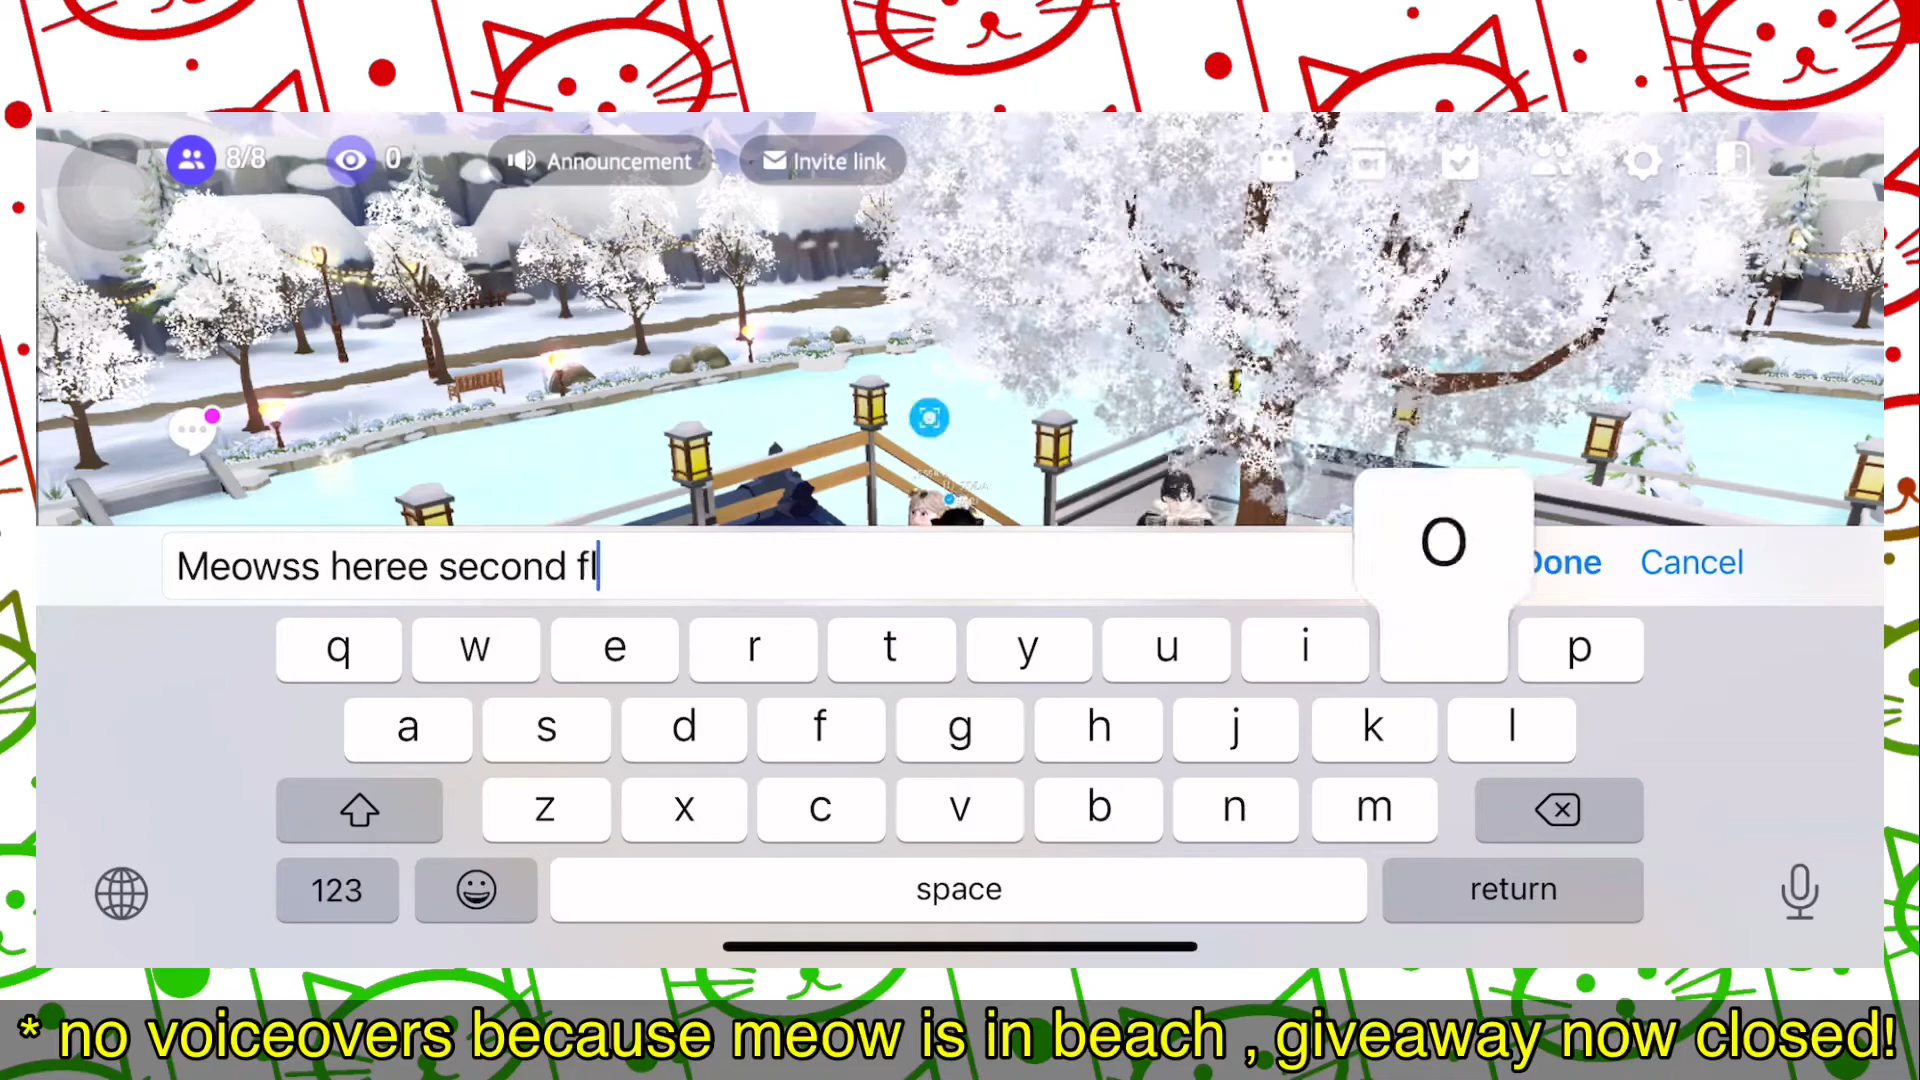 8/8
0
Announcement
Invite link
Meowss heree second fl
O
Done
Cancel
q w e r t y u i p
a s d f g h j k l
z x c v b n m
123
space
return
* no voiceovers because meow is in beach , giveaway now closed!